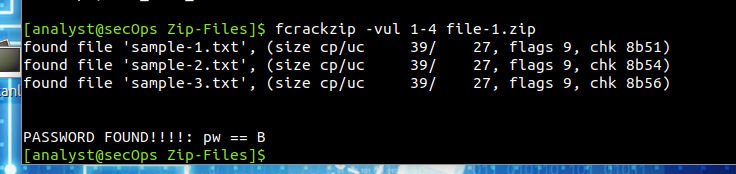 [analyst@secOps Zip-Files]$ fcrackzip -vul 1-4 file-1.zip
found file 'sample-1.txt', (size cp/uc     39/    27, flags 9, chk 8b51)
found file 'sample-2.txt', (size cp/uc     39/    27, flags 9, chk 8b54)
found file 'sample-3.txt', (size cp/uc     39/    27, flags 9, chk 8b56)
PASSWORD FOUND!!!!: pw == B
[analyst@secOps Zip-Files]$